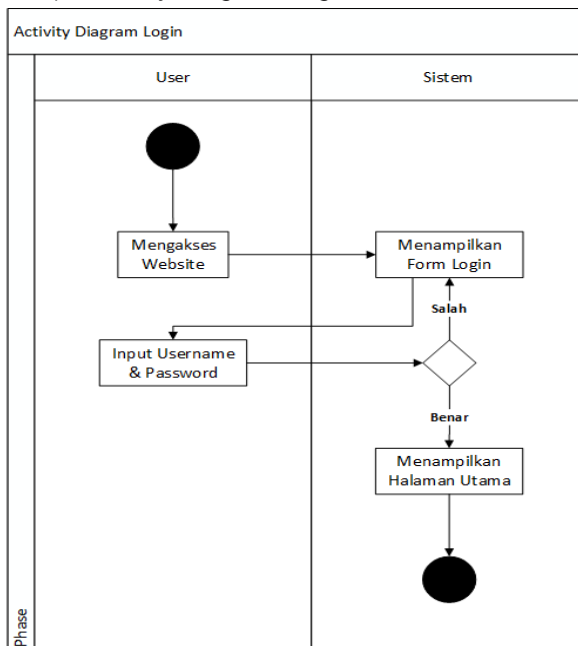 Activity Diagram Login
User
Sistem
Mengakses
Website
Menampilkan
Form Login
Salah
Input Username
& Password
Benar
Menampilkan
Halaman Utama
Phase